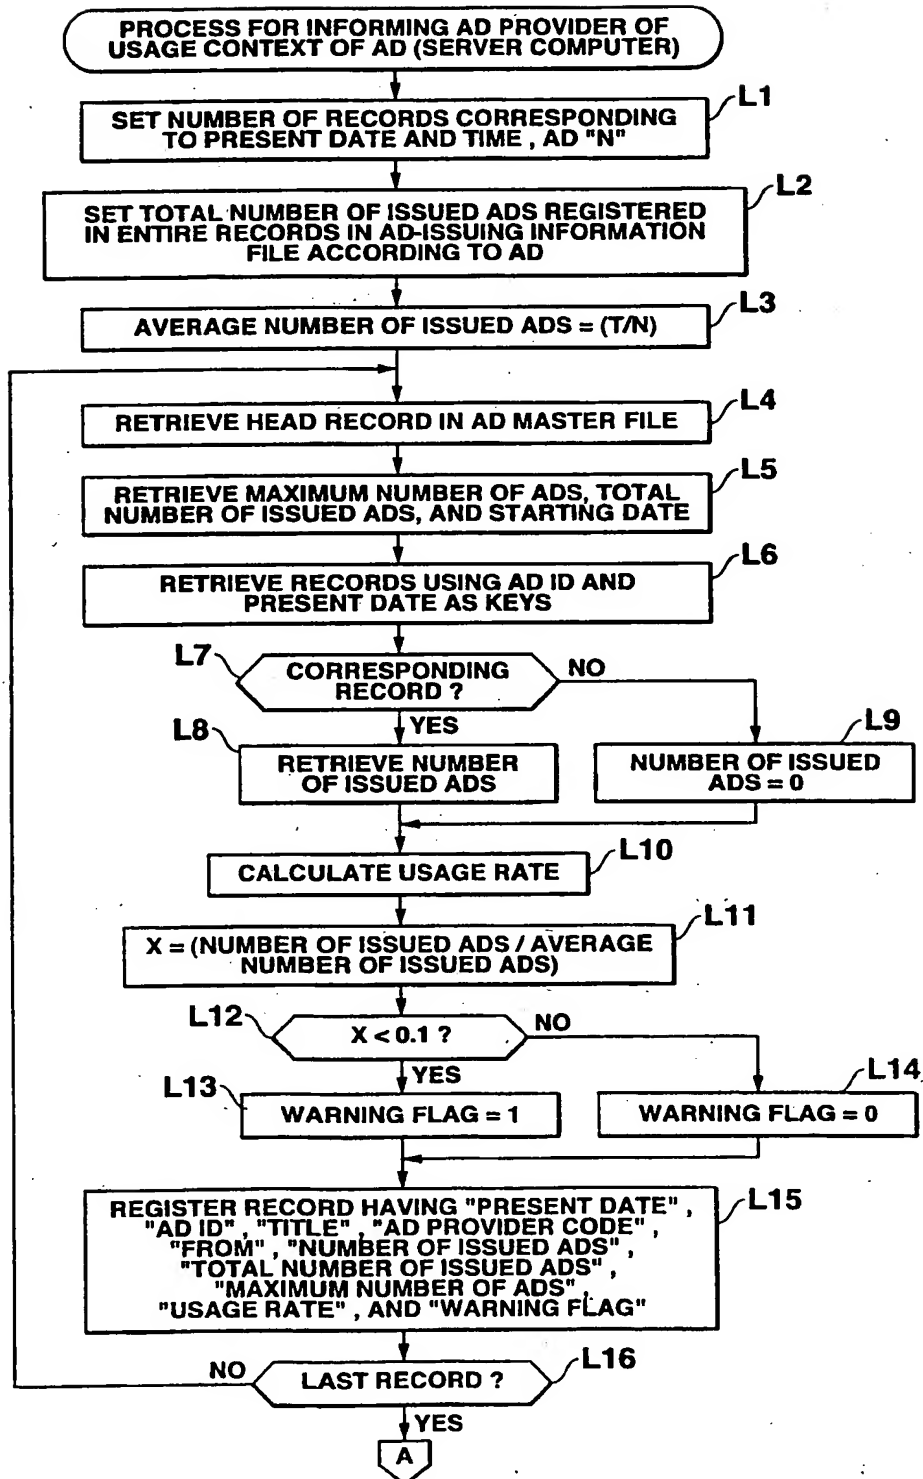 PROCESS FOR INFORMING AD PROVIDER OF
USAGE CONTEXT OF AD (SERVER COMPUTER)
L1
SET NUMBER OF RECORDS CORRESPONDING
TO PRESENT DATE AND TIME , AD "N"
L2
SET TOTAL NUMBER OF ISSUED ADS REGISTERED
IN ENTIRE RECORDS IN AD-ISSUING INFORMATION
FILE ACCORDING TO AD
L3
AVERAGE NUMBER OF ISSUED ADS = (T/N)
L4
RETRIEVE HEAD RECORD IN AD MASTER FILE
L5
RETRIEVE MAXIMUM NUMBER OF ADS, TOTAL
NUMBER OF ISSUED ADS, AND STARTING DATE
L6
RETRIEVE RECORDS USING AD ID AND
PRESENT DATE AS KEYS
L7
CORRESPONDING
RECORD ?
NO
YES
L8
RETRIEVE NUMBER
OF ISSUED ADS
L9
NUMBER OF ISSUED
ADS = 0
L10
CALCULATE USAGE RATE
L11
X = (NUMBER OF ISSUED ADS / AVERAGE
NUMBER OF ISSUED ADS)
L12
X < 0.1 ?
NO
YES
L13
WARNING FLAG = 1
L14
WARNING FLAG = 0
L15
REGISTER RECORD HAVING "PRESENT DATE" ,
"AD ID" , "TITLE" , "AD PROVIDER CODE" ,
"FROM" , "NUMBER OF ISSUED ADS" ,
"TOTAL NUMBER OF ISSUED ADS" ,
"MAXIMUM NUMBER OF ADS" ,
"USAGE RATE" , AND "WARNING FLAG"
L16
NO
LAST RECORD ?
YES
A